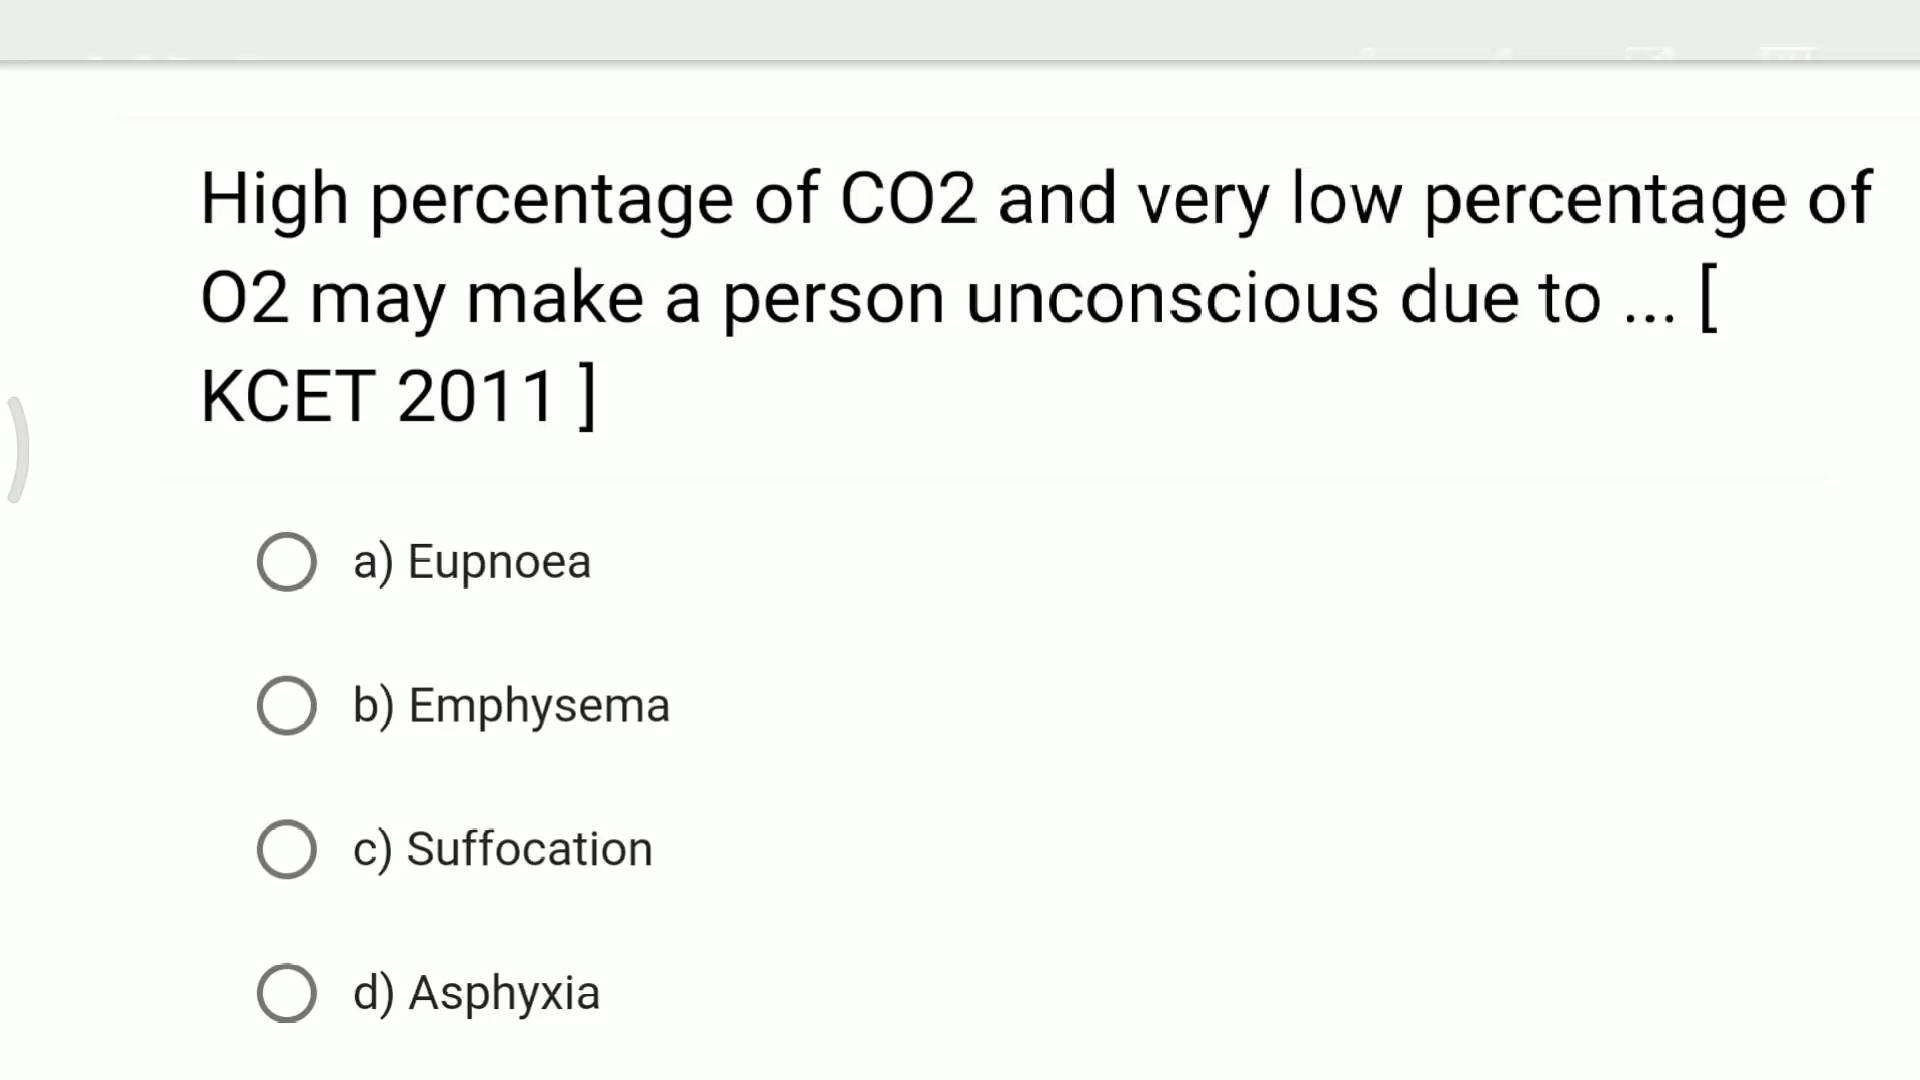 High percentage of CO2 and very low percentage of
O2 may make a person unconscious due to ... [
KCET 2011 ]
a) Eupnoea
b) Emphysema
c) Suffocation
d) Asphyxia